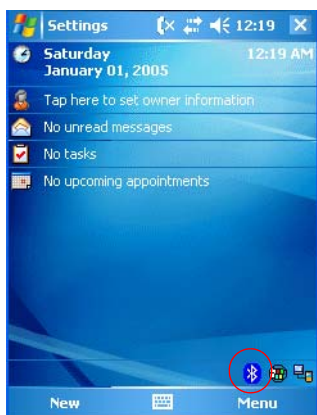 Settings 12:19
Saturday 12:19 AM
January 01, 2005
Tap here to set owner information
No unread messages
No tasks
No upcoming appointments
New Menu